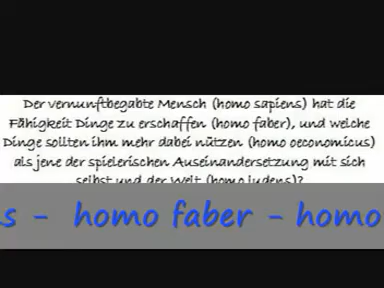 Der vernunftbegabte Mensch (homo sapiens) hat die
Fähigkeit Dinge zu erschaffen (homo faber), und welche
Dinge sollten ihm mehr dabei nützen (homo oeconomicus)
als jene der spielerischen Auseinandersetzung mit sich
selbst und der Welt (homo ludens)?
s - homo faber - homo